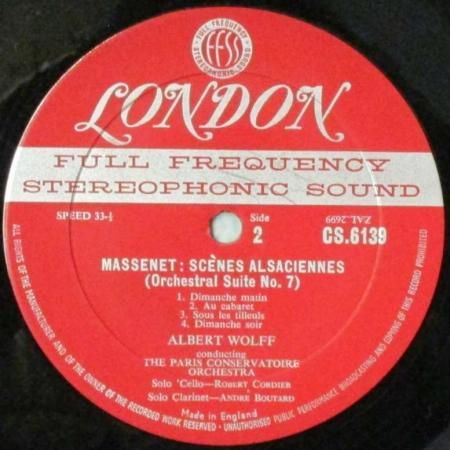 FULL FREQUENCY
STEREOPHONIC SOUND
FFSS
LONDON
FULL FREQUENCY
STEREOPHONIC SOUND
SPEED 33-⅓
Side
2
ZAL 2699
CS.6139
MASSENET: SCÈNES ALSACIENNES
(Orchestral Suite No. 7)
1. Dimanche matin
2. Au cabaret
3. Sous les tilleuls
4. Dimanche soir
ALBERT WOLFF
conducting
THE PARIS CONSERVATOIRE
ORCHESTRA
Solo 'Cello—ROBERT CORDIER
Solo Clarinet—ANDRE BOUTARD
Made in England
ALL RIGHTS OF THE MANUFACTURER AND OF THE OWNER OF THE RECORDED WORK RESERVED · UNAUTHORISED PUBLIC PERFORMANCE BROADCASTING AND COPYING OF THIS RECORD PROHIBITED